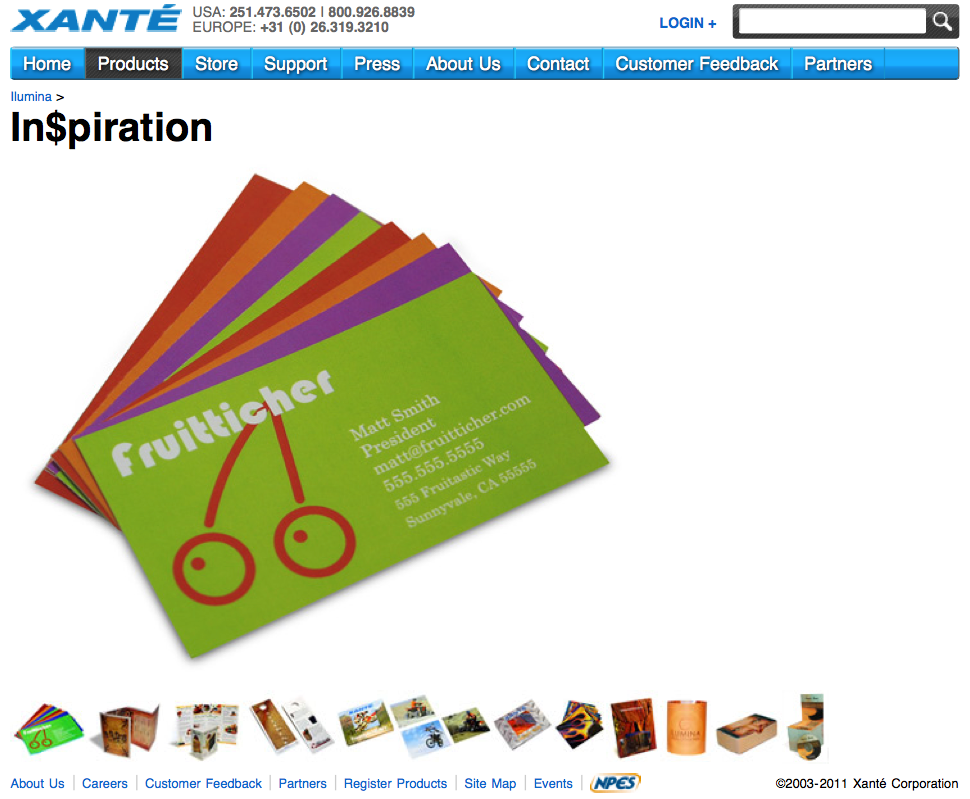 XANTÉ
USA: 251.473.6502 | 800.926.8839
EUROPE: +31 (0) 26.319.3210
LOGIN +
Home Products Store Support Press About Us Contact Customer Feedback Partners
Ilumina >
In$piration
fruitticher
Matt Smith
President
matt@fruitticher.com
555.555.5555
555 Fruitastic Way
Sunnyvale, CA 55555
XANTÉ
ILUMINA
About Us | Careers | Customer Feedback | Partners | Register Products | Site Map | Events | NPES
©2003-2011 Xanté Corporation